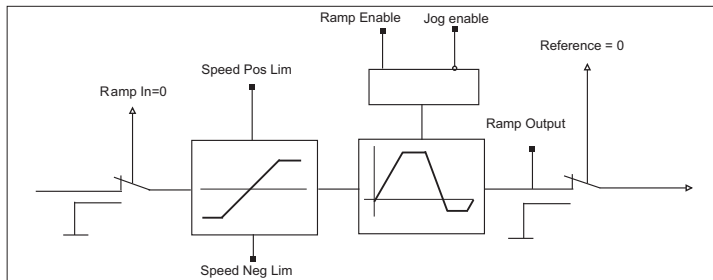 Ramp Enable
Jog enable
Reference = 0
Speed Pos Lim
Ramp In=0
Ramp Output
Speed Neg Lim